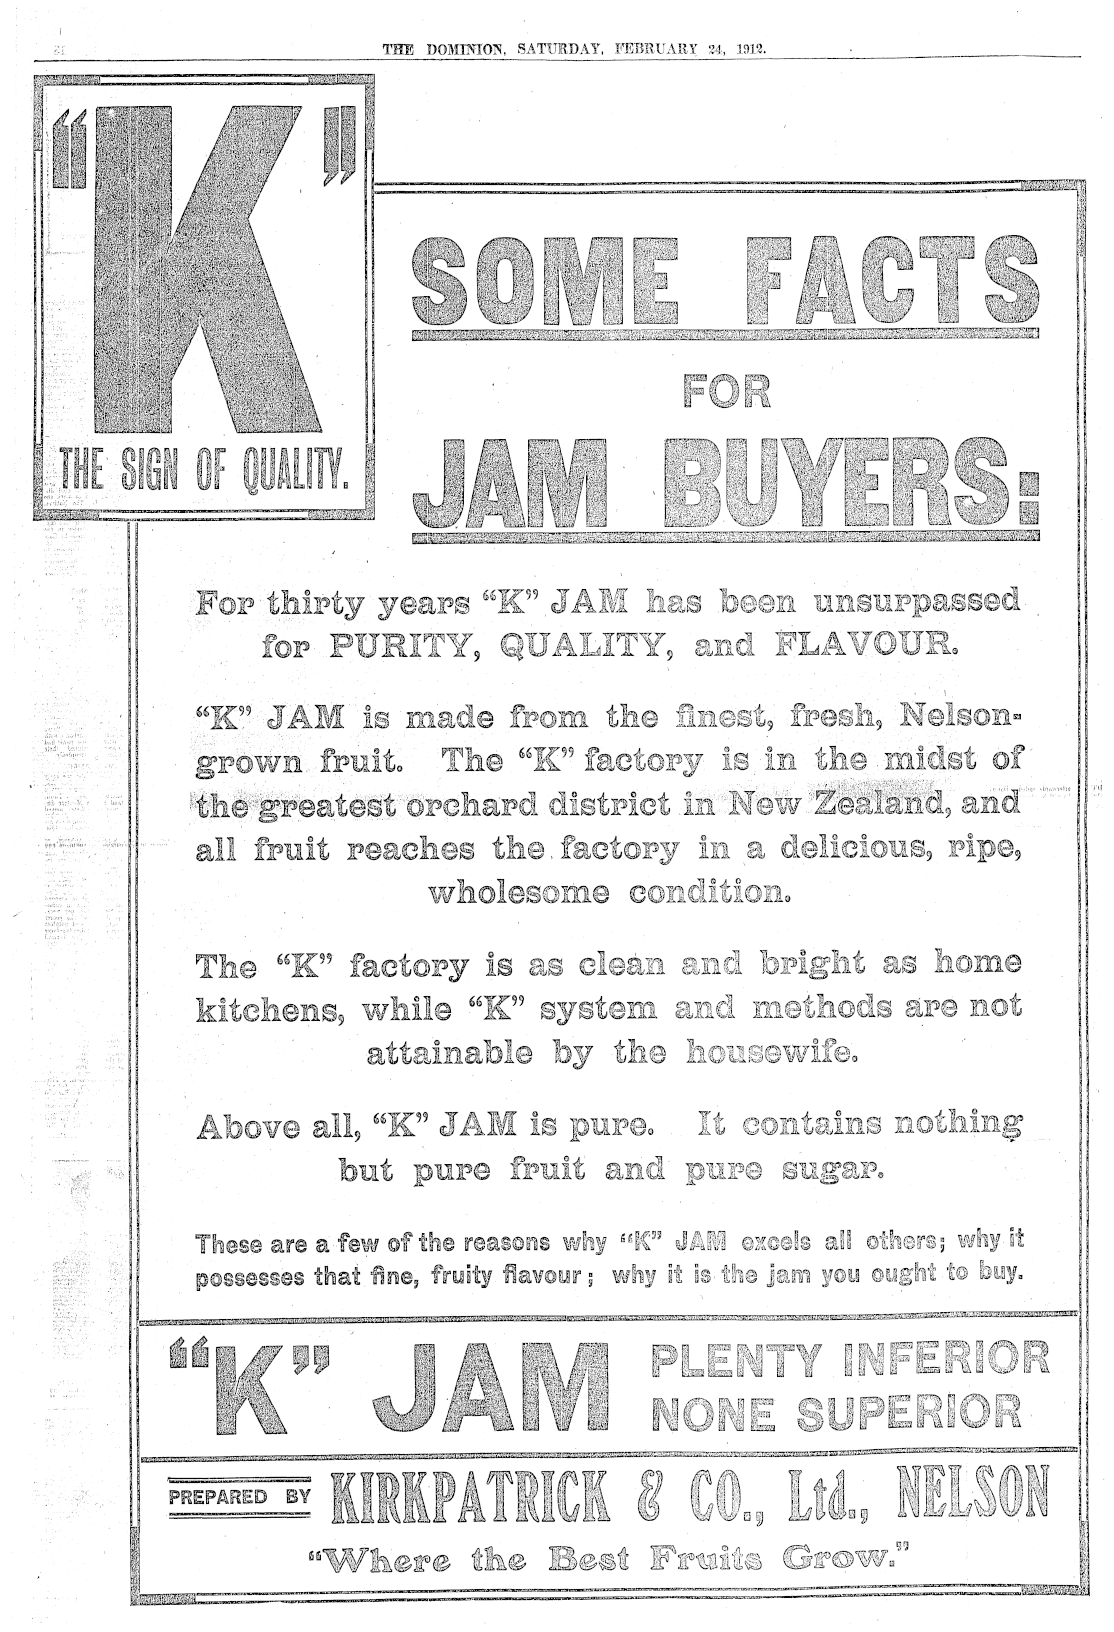 THE DOMINION, SATURDAY, FEBRUARY 24, 1912.
"K"
THE SIGN OF QUALITY.
SOME FACTS
FOR
JAM BUYERS:
For thirty years "K" JAM has been unsurpassed
for PURITY, QUALITY, and FLAVOUR.
"K" JAM is made from the finest, fresh, Nelson-
grown fruit. The "K" factory is in the midst of
the greatest orchard district in New Zealand, and
all fruit reaches the factory in a delicious, ripe,
wholesome condition.
The "K" factory is as clean and bright as home
kitchens, while "K" system and methods are not
attainable by the housewife.
Above all, "K" JAM is pure. It contains nothing
but pure fruit and pure sugar.
These are a few of the reasons why "K" JAM excels all others; why it
possesses that fine, fruity flavour; why it is the jam you ought to buy.
"K" JAM
PLENTY INFERIOR
NONE SUPERIOR
PREPARED BY KIRKPATRICK & CO., Ltd., NELSON
"Where the Best Fruits Grow."